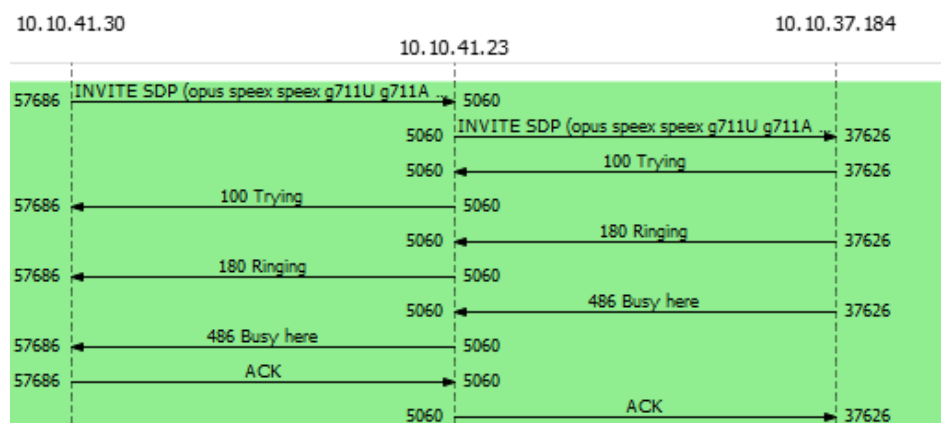 10.10.41.30
10.10.37.184
10.10.41.23
57686 INVITE SDP (opus speex speex g711U g711A ... 5060
5060 INVITE SDP (opus speex speex g711U g711A ... 37626
5060 100 Trying 37626
57686 100 Trying 5060
5060 180 Ringing 37626
57686 180 Ringing 5060
5060 486 Busy here 37626
57686 486 Busy here 5060
57686 ACK 5060
5060 ACK 37626